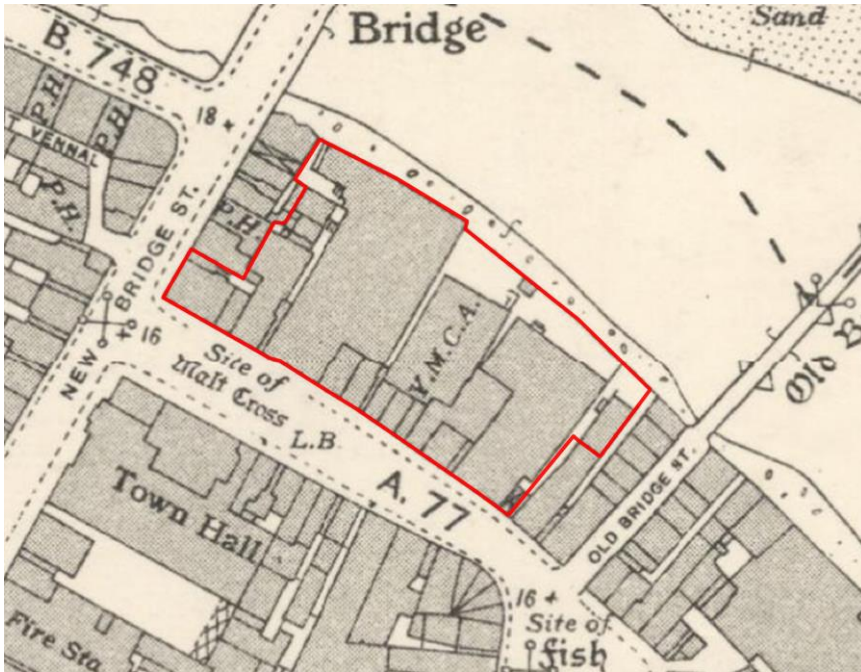 Bridge
Sand
B. 748
P.H.
P.H.
T VENNAL
P.H.
18
P.H.
NEW BRIDGE ST.
16
Site of
Malt Cross
L.B
A. 77
Y.M.C.A.
Old B
OLD BRIDGE ST.
Town Hall
Fire Sta.
16
Site of
fish